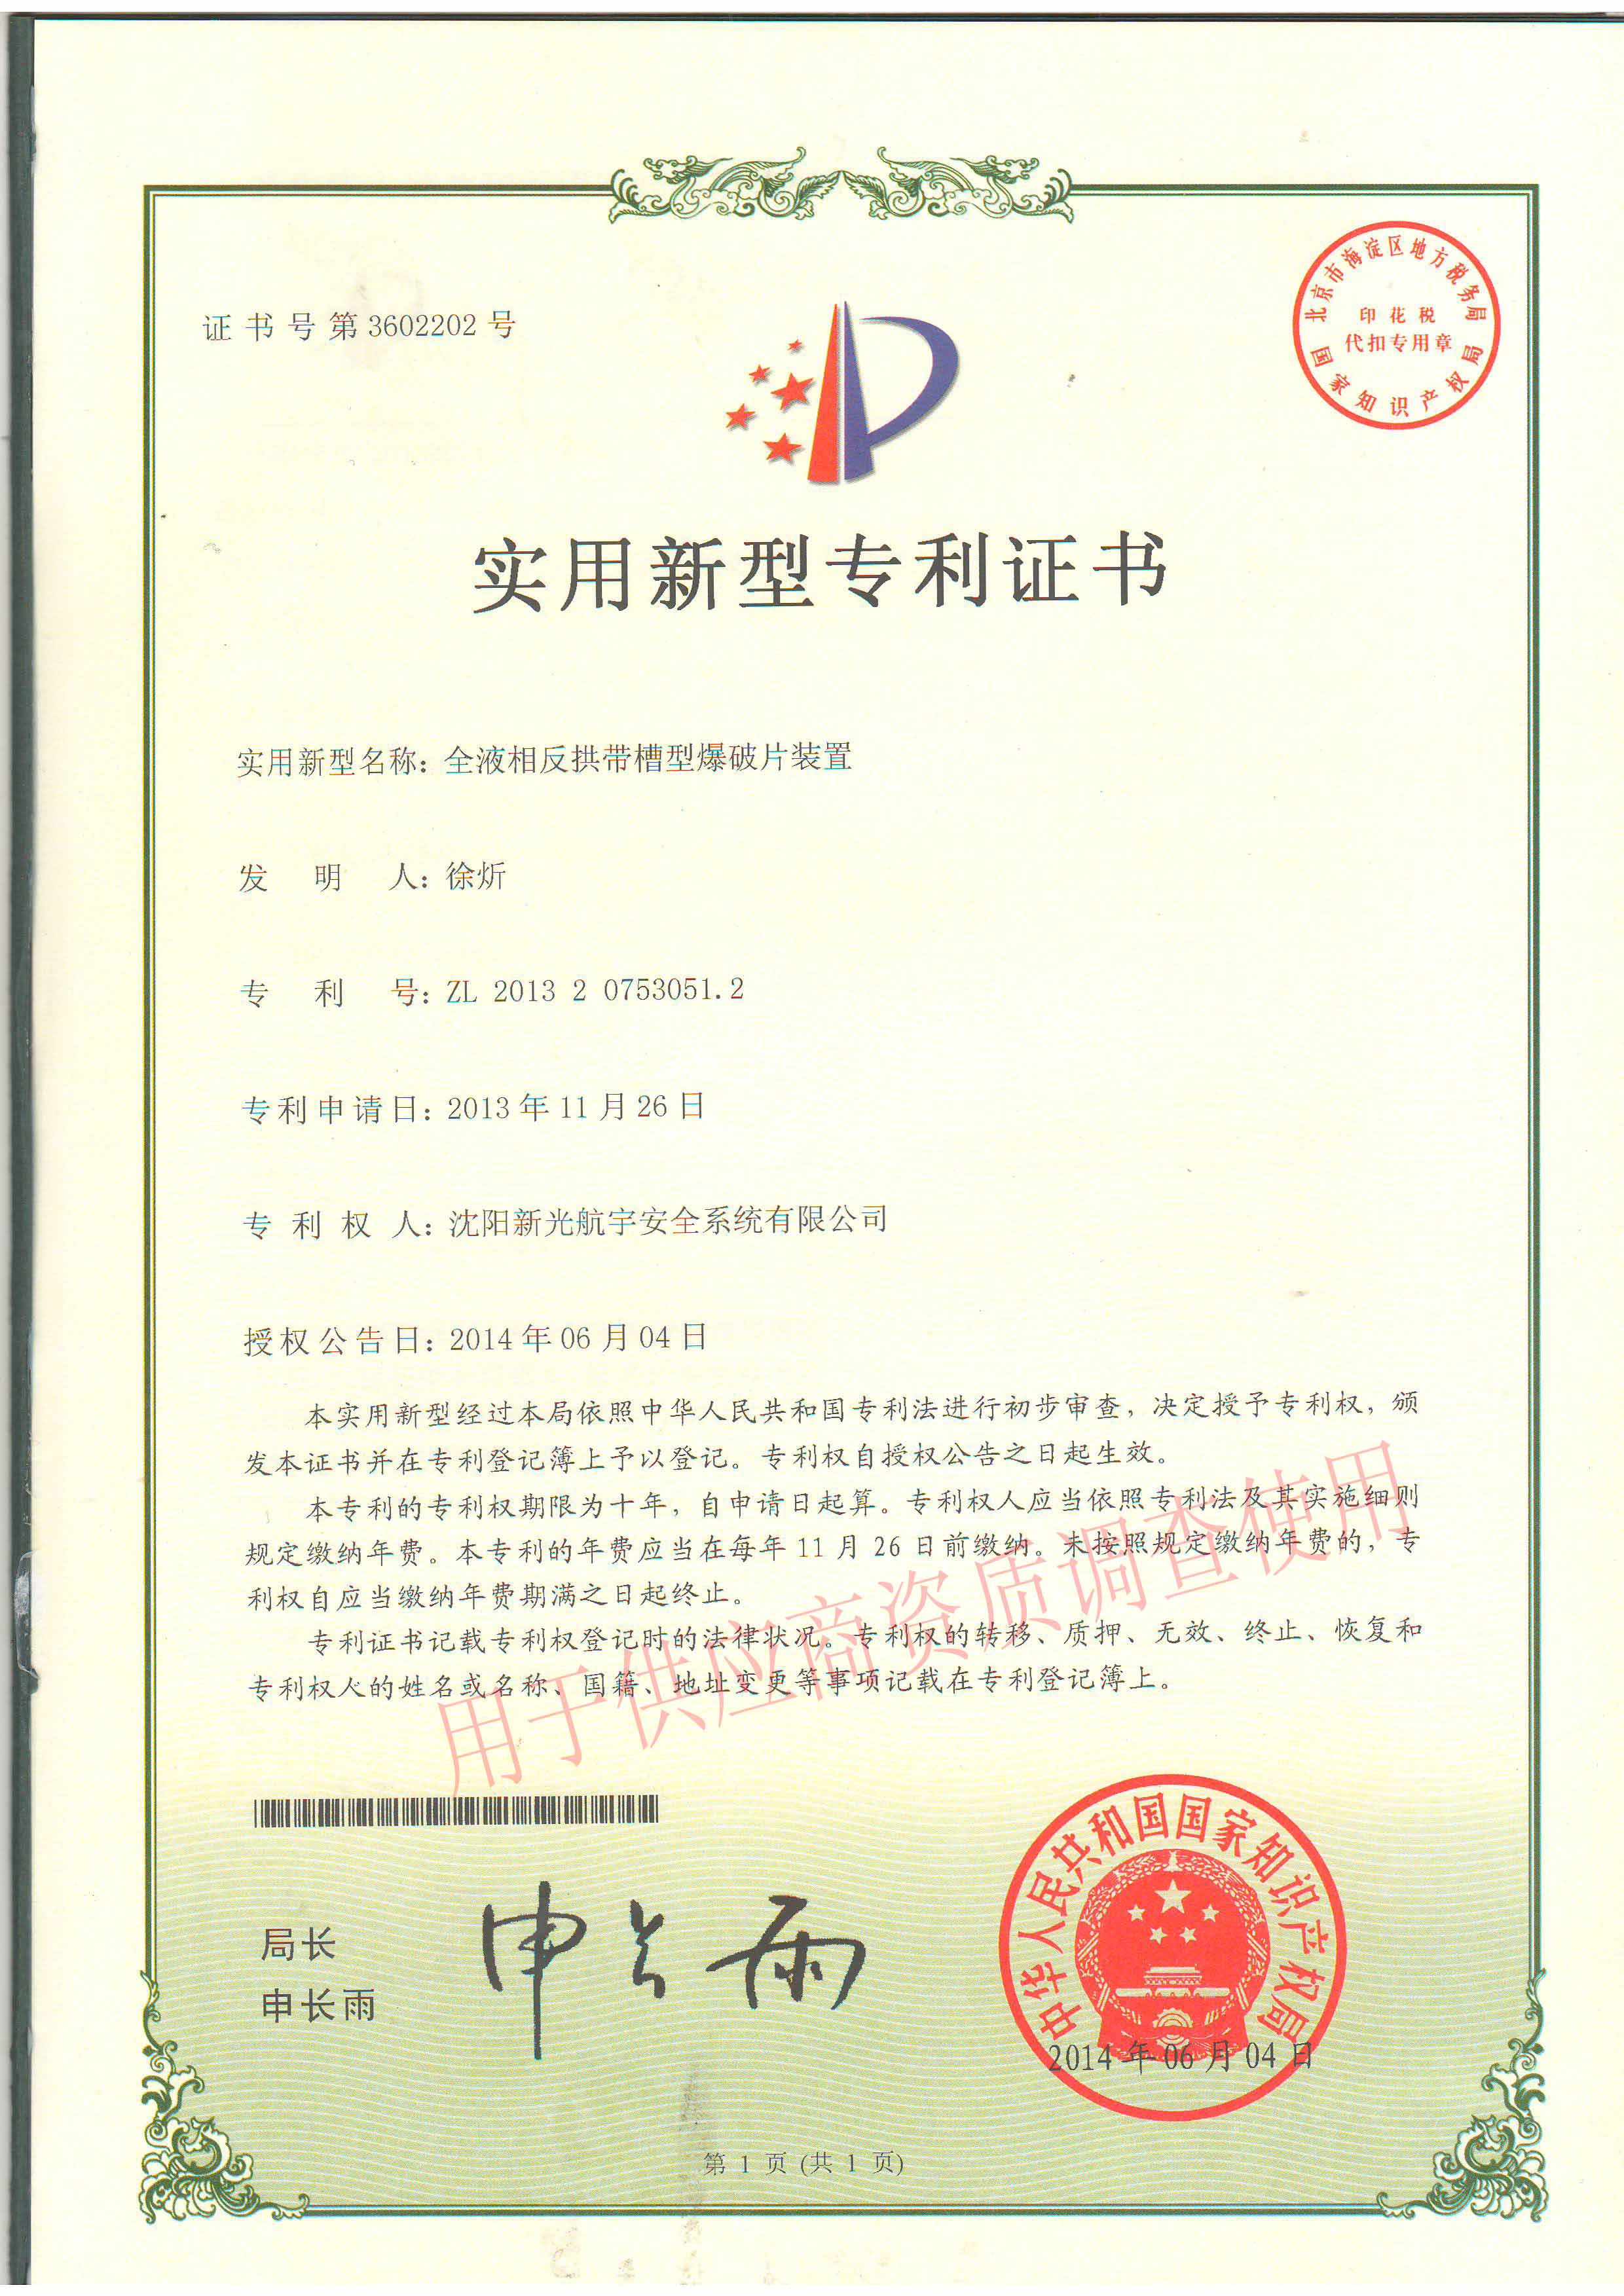 证书号第3602202号
北京市海淀区地方税务局
印花税
代扣专用章
国家知识产权局
实用新型专利证书
实用新型名称：全液相反拱带槽型爆破片装置
发明人：徐炘
专利号：ZL 2013 2 0753051.2
专利申请日：2013年11月26日
专利权人：沈阳新光航宇安全系统有限公司
授权公告日：2014年06月04日
本实用新型经过本局依照中华人民共和国专利法进行初步审查，决定授予专利权，颁
发本证书并在专利登记簿上予以登记。专利权自授权公告之日起生效。
本专利的专利权期限为十年，自申请日起算。专利权人应当依照专利法及其实施细则
规定缴纳年费。本专利的年费应当在每年11月26日前缴纳。未按照规定缴纳年费的，专
利权自应当缴纳年费期满之日起终止。
专利证书记载专利权登记时的法律状况。专利权的转移、质押、无效、终止、恢复和
专利权人的姓名或名称、国籍、地址变更等事项记载在专利登记簿上。
用于供应商资质调查使用
局长
申长雨
申长雨
中华人民共和国国家知识产权局
2014年06月04日
第1页(共1页)